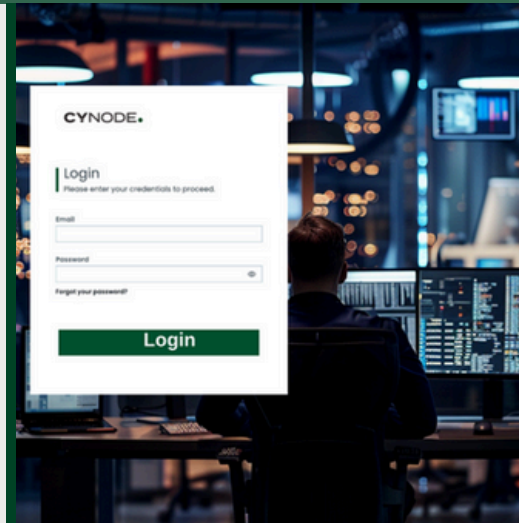 CYNODE.
Login
Please enter your credentials to proceed.
Email
Password
Forgot your password?
Login